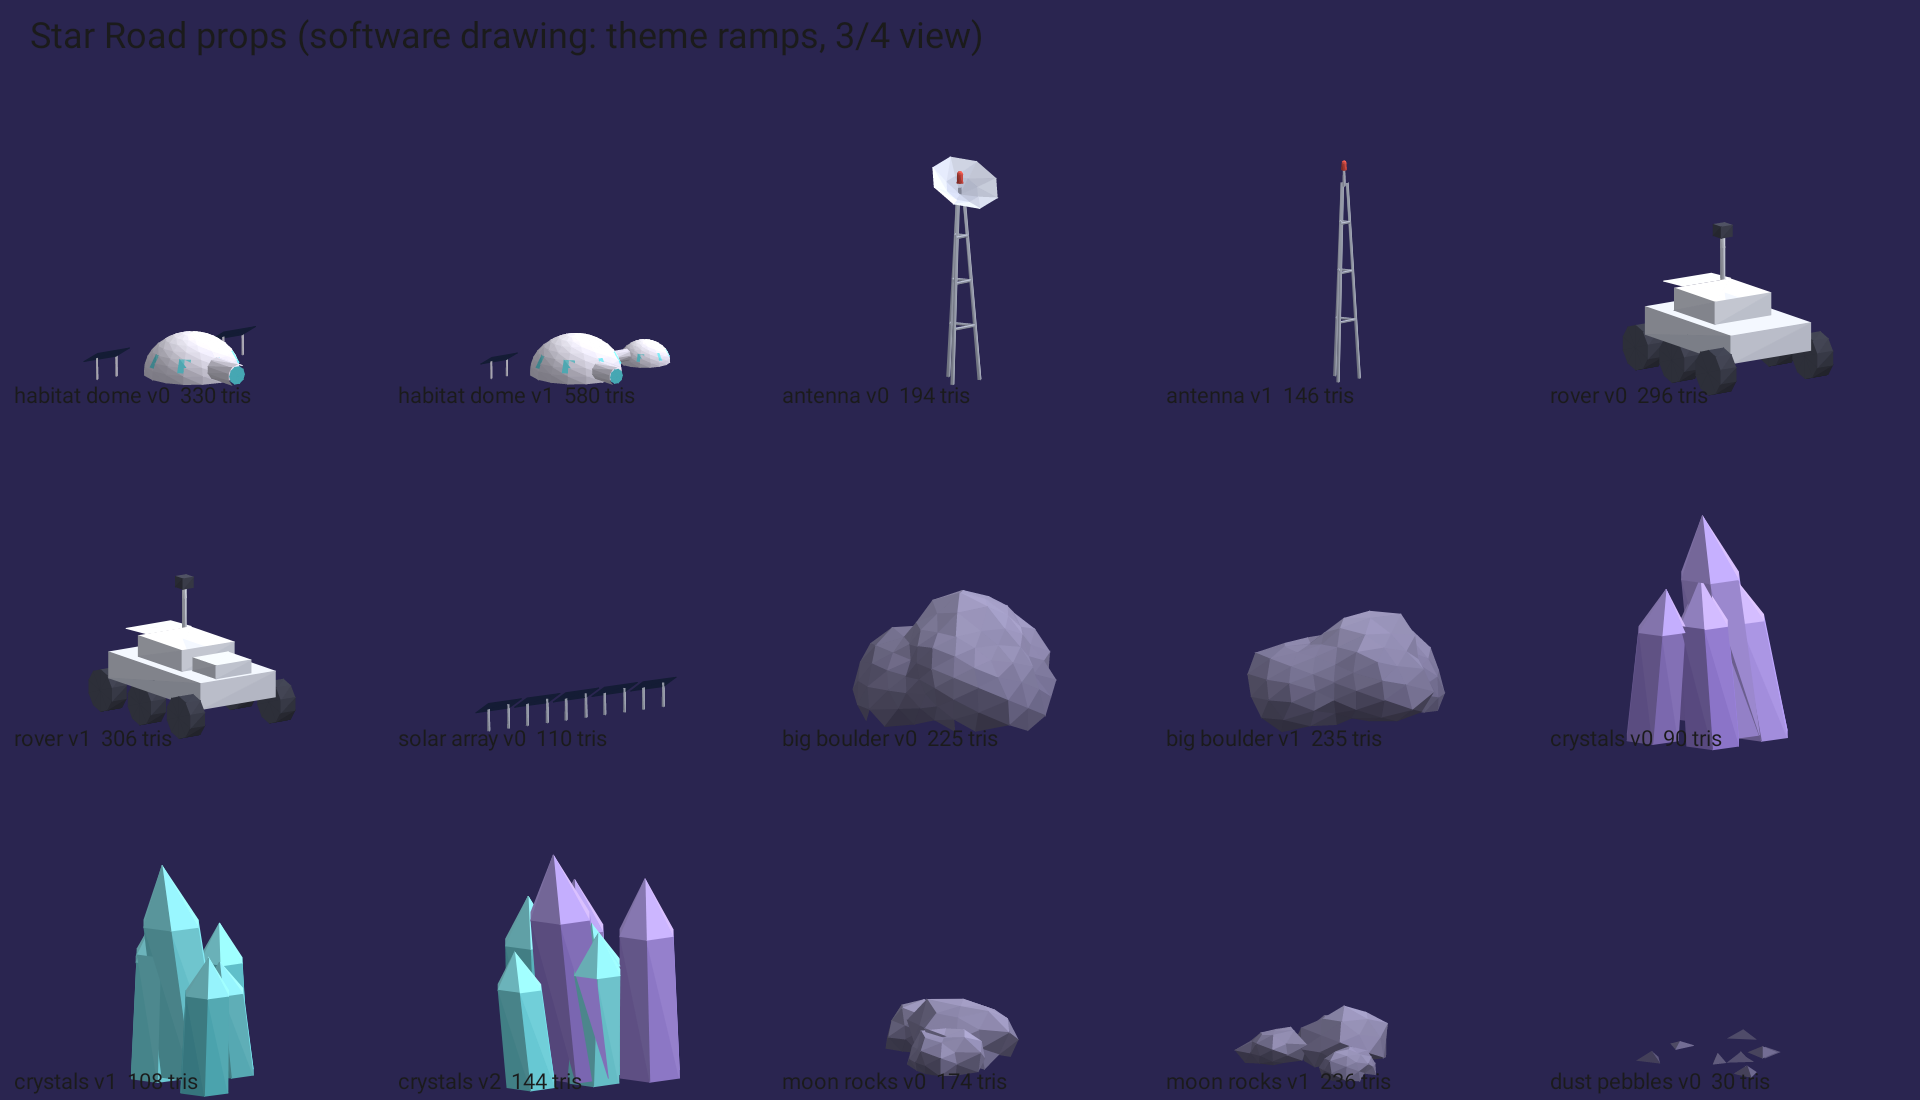 Star Road props (software drawing: theme ramps, 3/4 view)
habitat dome v0 330 tris
habitat dome v1 580 tris
antenna v0 194 tris
antenna v1 146 tris
rover v0 296 tris
rover v1 306 tris
solar array v0 110 tris
big boulder v0 225 tris
big boulder v1 235 tris
crystals v0 90 tris
crystals v1 108 tris
crystals v2 144 tris
moon rocks v0 174 tris
moon rocks v1 236 tris
dust pebbles v0 30 tris